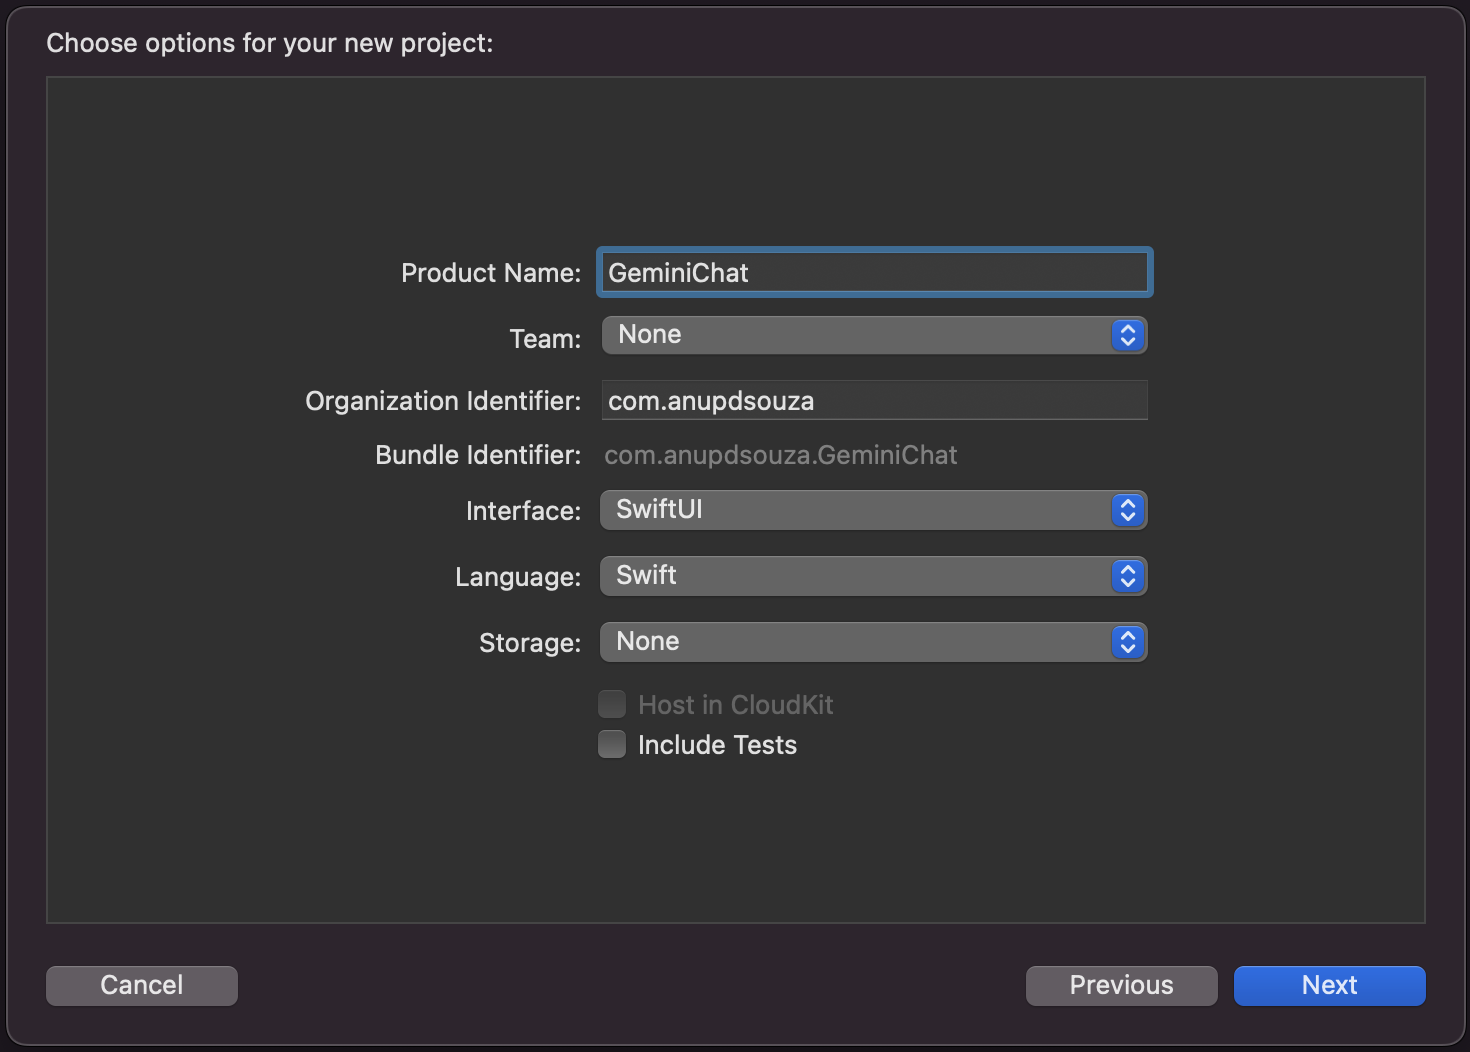 Choose options for your new project:
Product Name: GeminiChat
Team: None
Organization Identifier: com.anupdsouza
Bundle Identifier: com.anupdsouza.GeminiChat
Interface: SwiftUI
Language: Swift
Storage: None
Host in CloudKit
Include Tests
Cancel Previous Next